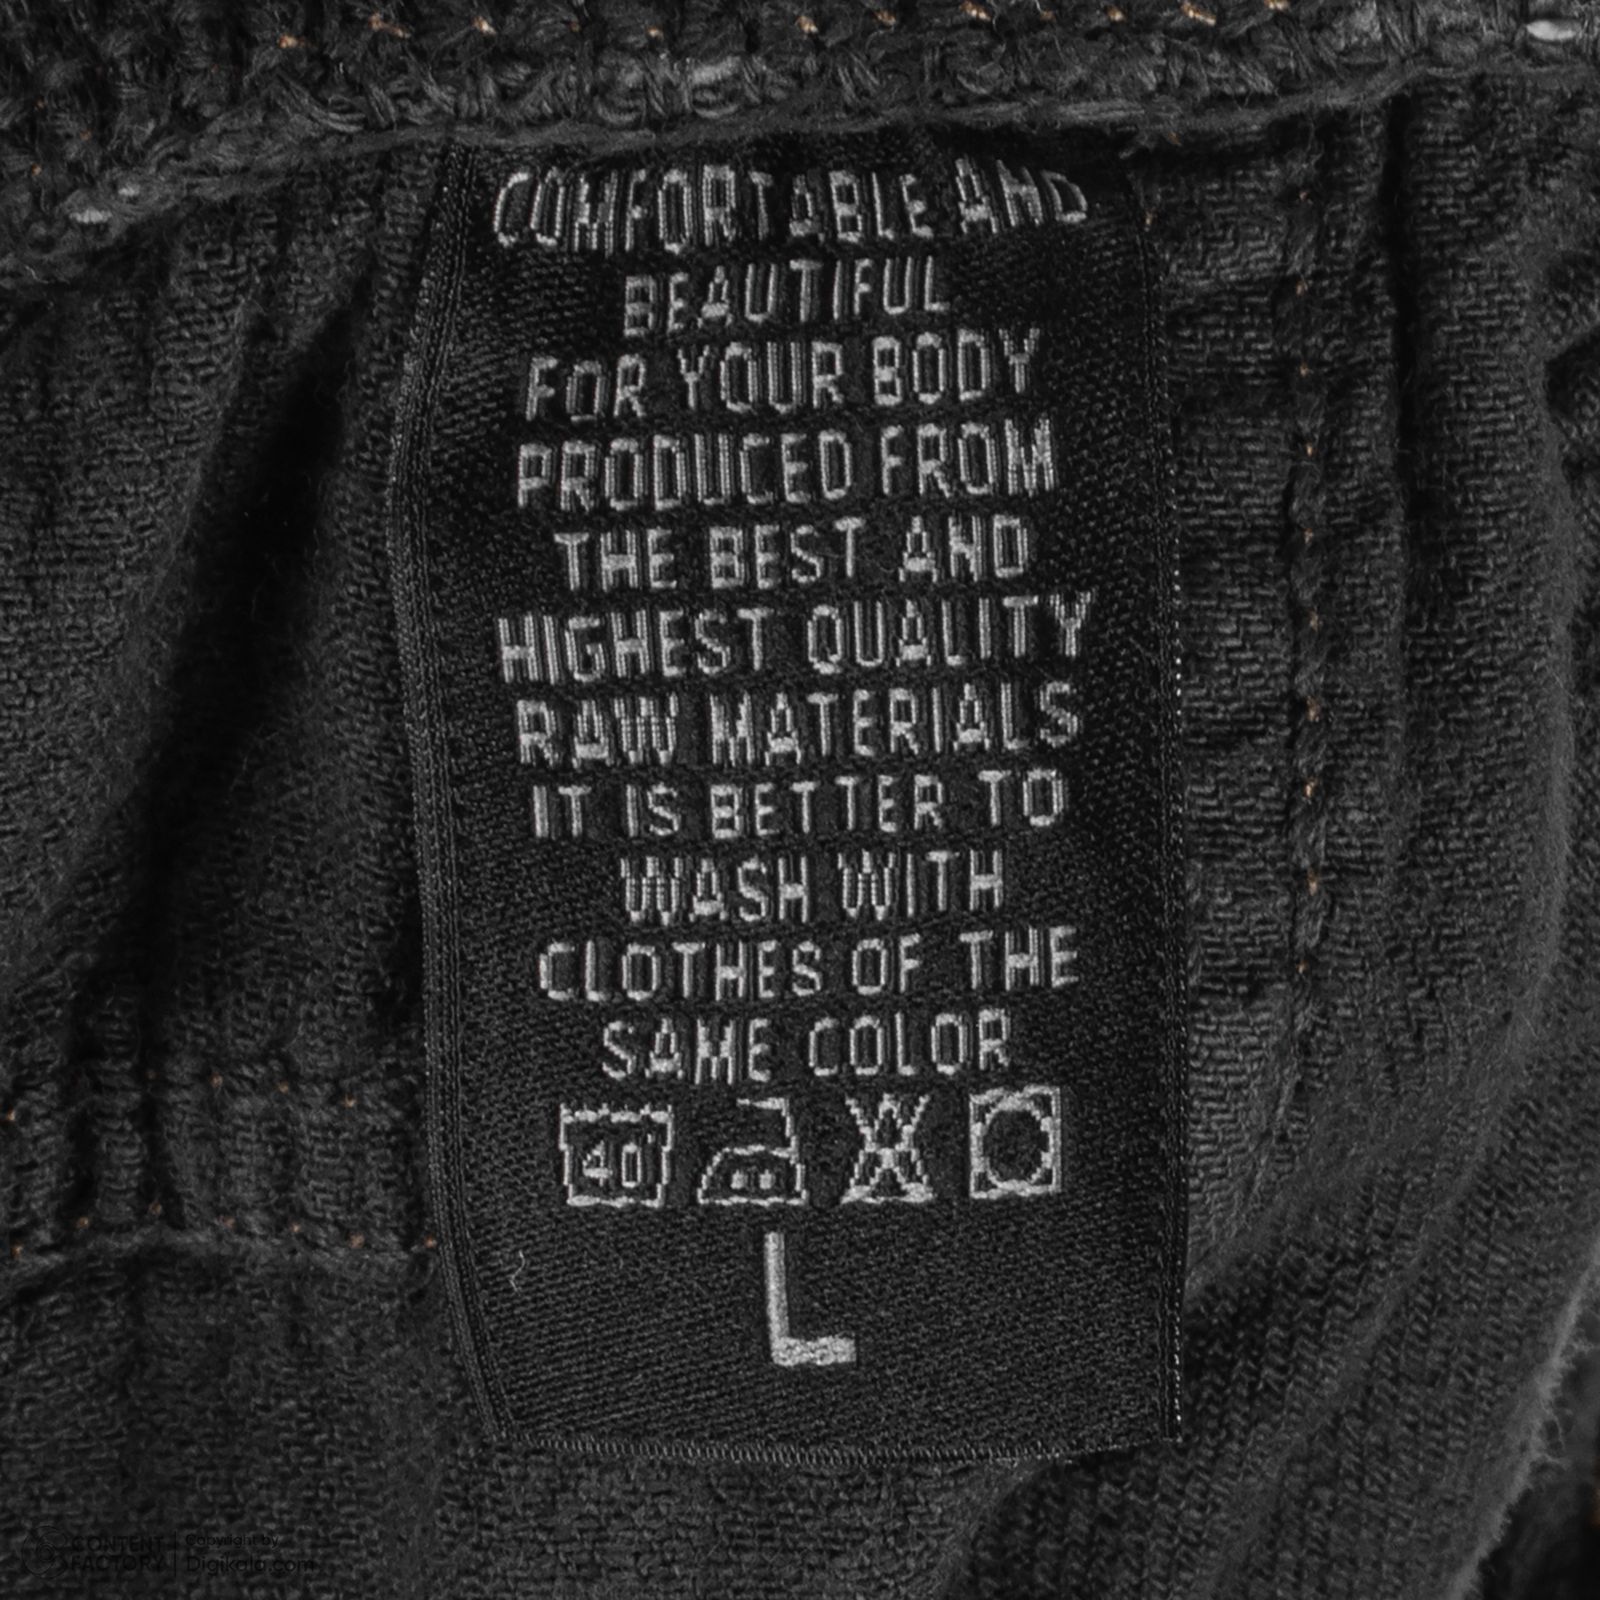 COMFORTABLE AND
BEAUTIFUL
FOR YOUR BODY
PRODUCED FROM
THE BEST AND
HIGHEST QUALITY
RAW MATERIALS
IT IS BETTER TO
WASH WITH
CLOTHES OF THE
SAME COLOR
40°
L
CONTENT
FACTORY
Copyright by
Digikala.com